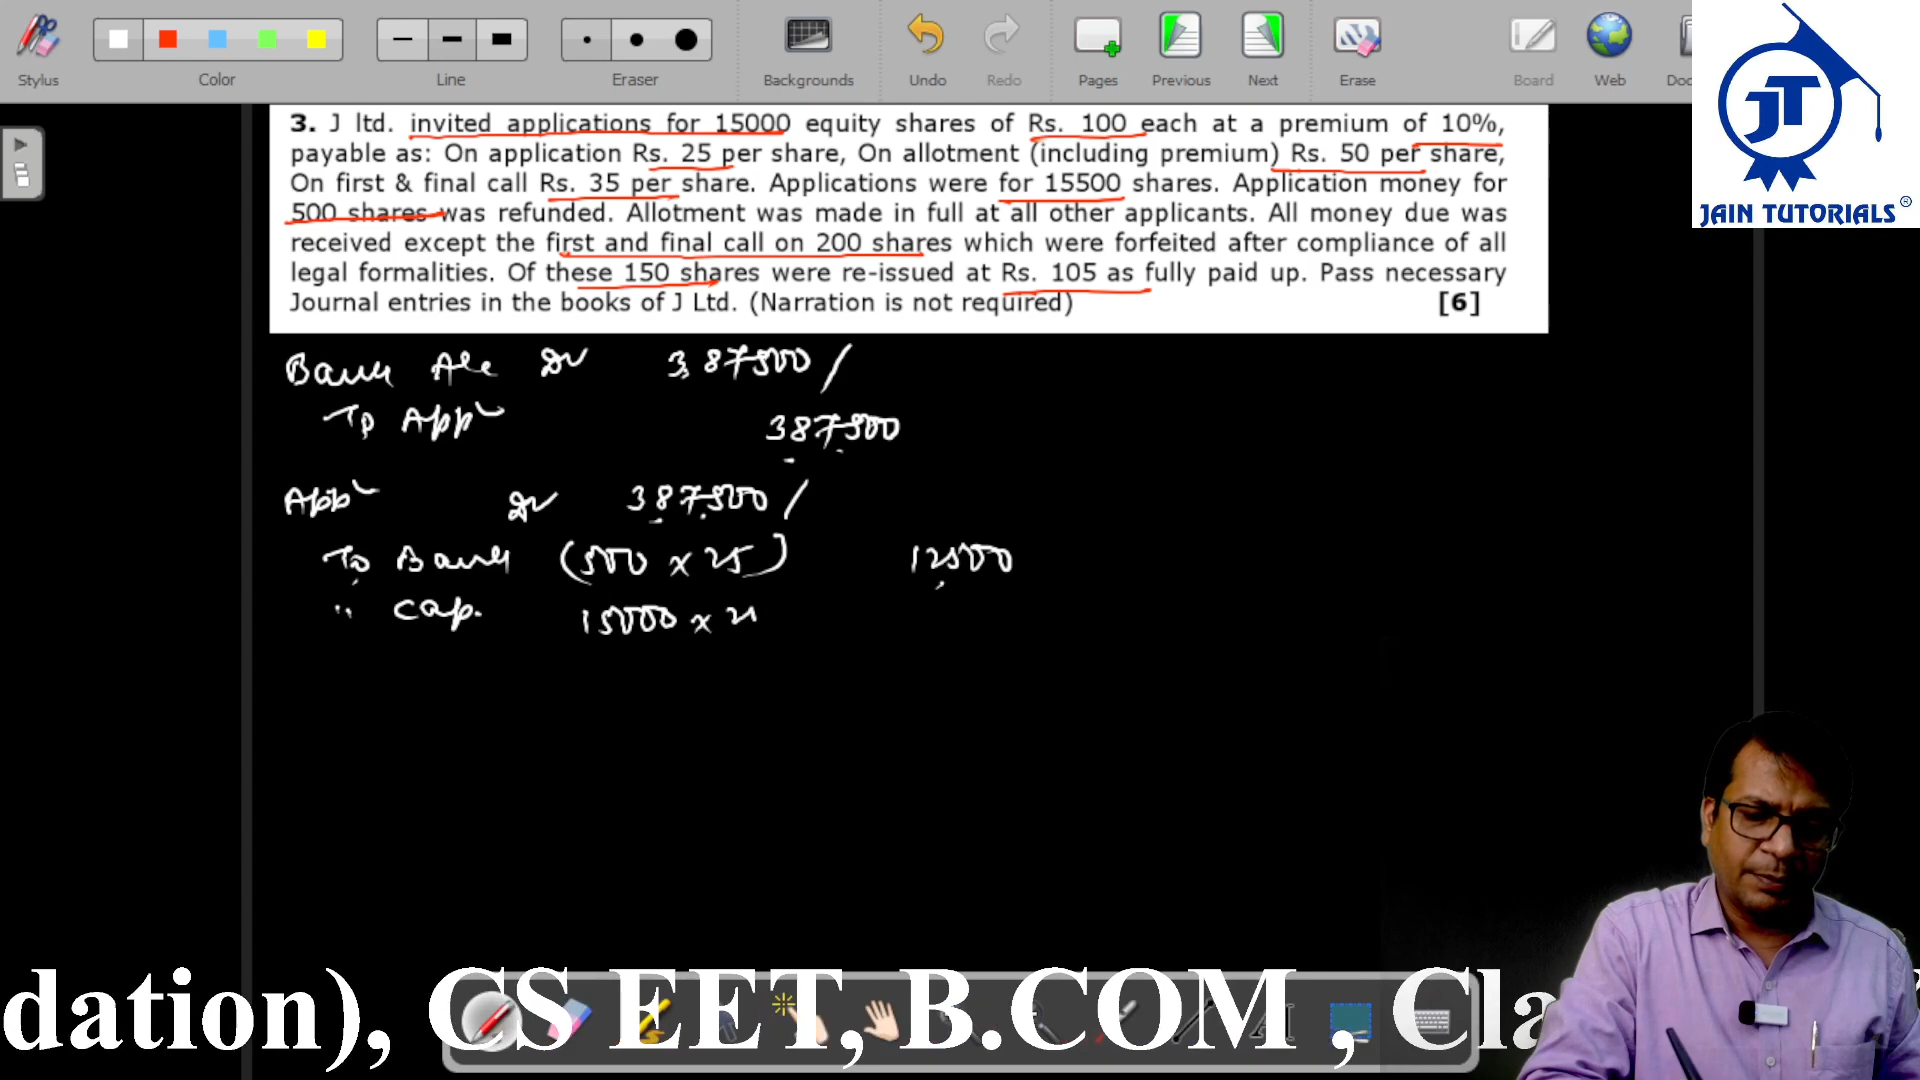 Stylus
Color
Line
Eraser
Backgrounds
Undo
Redo
Pages
Previous
Next
Erase
Board
Web
JT
JAIN TUTORIALS®
3. J ltd. invited applications for 15000 equity shares of Rs. 100 each at a premium of 10%,
payable as: On application Rs. 25 per share, On allotment (including premium) Rs. 50 per share,
On first & final call Rs. 35 per share. Applications were for 15500 shares. Application money for
500 shares was refunded. Allotment was made in full at all other applicants. All money due was
received except the first and final call on 200 shares which were forfeited after compliance of all
legal formalities. Of these 150 shares were re-issued at Rs. 105 as fully paid up. Pass necessary
Journal entries in the books of J Ltd. (Narration is not required) [6]
Bank A/c Dr 387500 /
To App 387500
App Dr 387500 /
To Bank (500 x 25) 12500
" Cap. 15000 x
dation), CS EET, B.COM , Cla